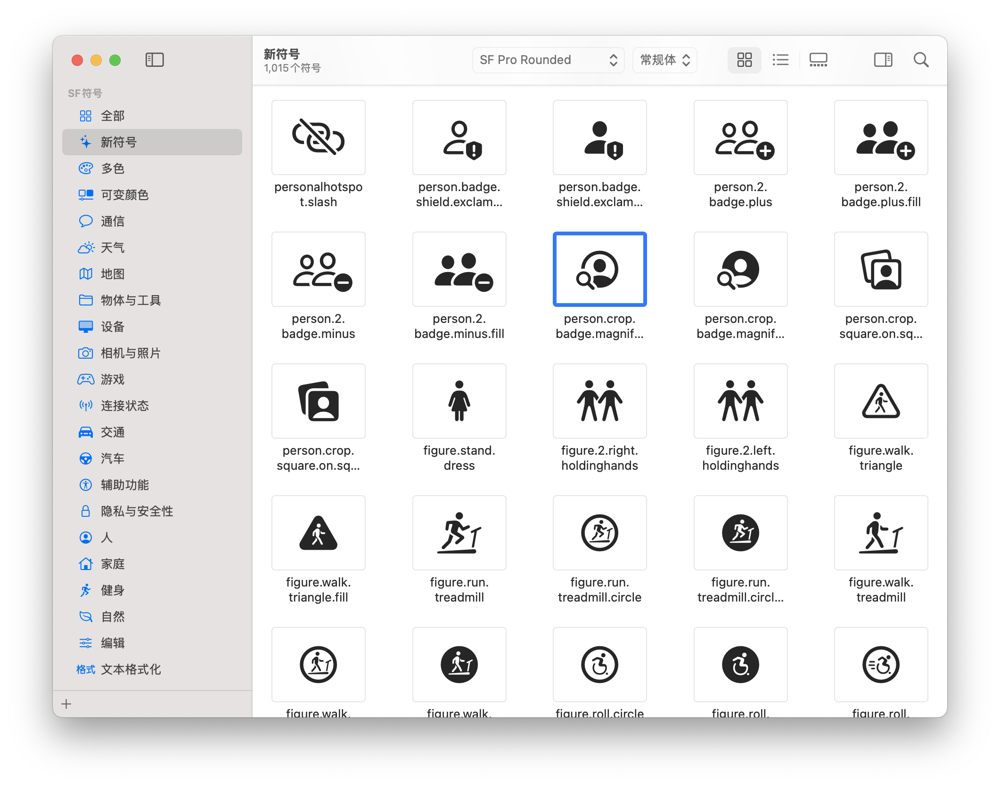 新符号
1,015个符号
SF Pro Rounded
常规体
SF符号
全部
新符号
多色
可变颜色
通信
天气
地图
物体与工具
设备
相机与照片
游戏
连接状态
交通
汽车
辅助功能
隐私与安全性
人
家庭
健身
自然
编辑
格式 文本格式化
personalhotspo
t.slash
person.badge.
shield.exclam...
person.badge.
shield.exclam...
person.2.
badge.plus
person.2.
badge.plus.fill
person.2.
badge.minus
person.2.
badge.minus.fill
person.crop.
badge.magnif...
person.crop.
badge.magnif...
person.crop.
square.on.sq...
person.crop.
square.on.sq...
figure.stand.
dress
figure.2.right.
holdinghands
figure.2.left.
holdinghands
figure.walk.
triangle
figure.walk.
triangle.fill
figure.run.
treadmill
figure.run.
treadmill.circle
figure.run.
treadmill.circl...
figure.walk.
treadmill
figure.walk.
figure.walk.
figure.roll.circle
figure.roll.
figure.roll.